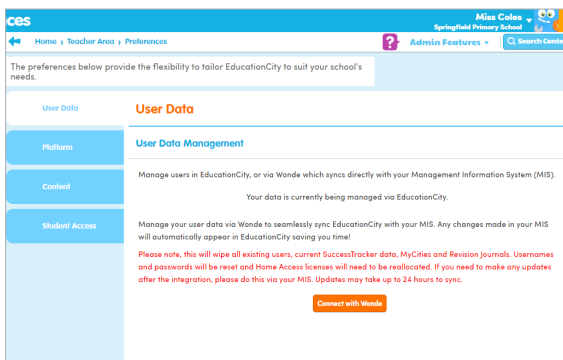 ces
Miss Coles
Springfield Primary School
Home › Teacher Area › Preferences
? Admin Features
Search Conte
The preferences below provide the flexibility to tailor EducationCity to suit your school's
needs.
User Data
User Data
Platform
User Data Management
Content
Manage users in EducationCity, or via Wonde which syncs directly with your Management Information System (MIS).
Your data is currently being managed via EducationCity.
Student Access
Manage your user data via Wonde to seamlessly sync EducationCity with your MIS. Any changes made in your MIS
will automatically appear in EducationCity saving you time!
Please note, this will wipe all existing users, current SuccessTracker data, MyCities and Revision Journals. Usernames
and passwords will be reset and Home Access licenses will need to be reallocated. If you need to make any updates
after the integration, please do this via your MIS. Updates may take up to 24 hours to sync.
Connect with Wonde